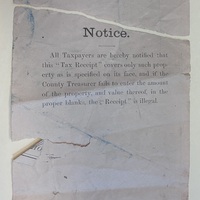 Notice.
All Taxpayers are hereby notified that
this "Tax Receipt" covers only such prop-
erty as is specified on its face, and if the
County Treasurer fails to enter the amount
of the property, and value thereof, in the
proper blanks, the "Receipt" is illegal.